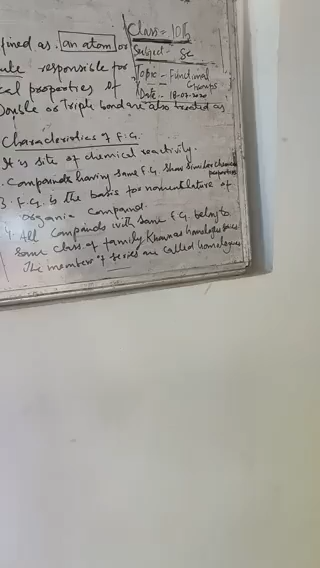 Class = 10th
Subject - Sc
Topic - Functional Groups
Date - 18-07-2020
fined as . an atom or
responsible for
cal properties of
Double or Triple bond are also treated as
Characteristics of F.G.
It is site of chemical reactivity.
. Compounds having same F.G. show similar chemical properties
3. F.G. is the basis for nomenclature of
organic compound.
4. All compounds with same F.G. belong to
same class of family Known as homologous series
The members of series are called homologues